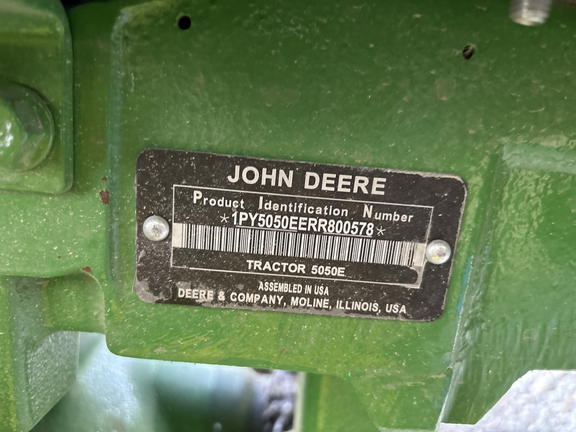 JOHN DEERE
Product Identification Number
*1PY5050EERR800578*
TRACTOR 5050E
ASSEMBLED IN USA
DEERE & COMPANY, MOLINE, ILLINOIS, USA